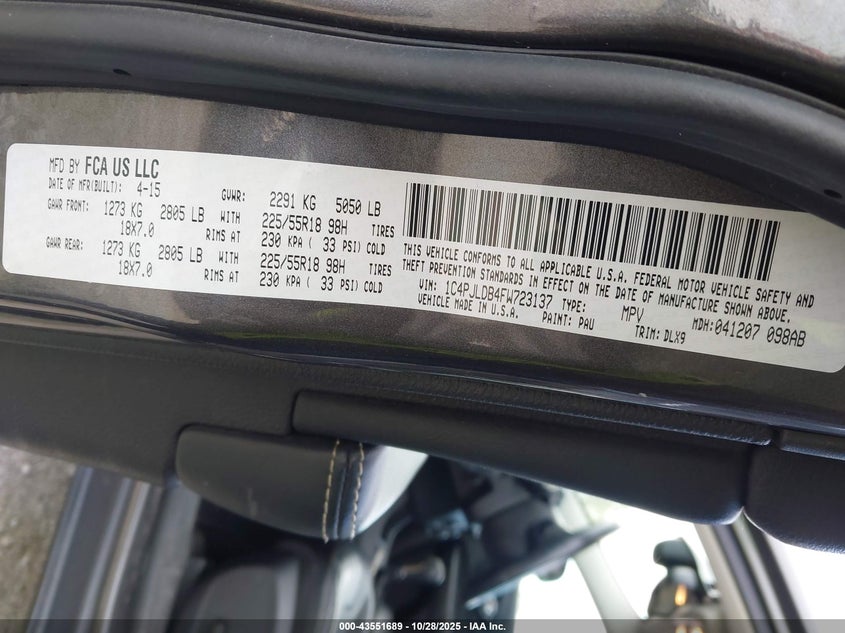 MFD BY FCA US LLC
DATE OF MFR(BUILT): 4-15 GVWR: 2291 KG 5050 LB
GAWR FRONT: 1273 KG 2805 LB WITH 225/55R18 98H TIRES
18X7.0 RIMS AT 230 KPA ( 33 PSI) COLD
GAWR REAR: 1273 KG 2805 LB WITH 225/55R18 98H TIRES
18X7.0 RIMS AT 230 KPA ( 33 PSI) COLD
THIS VEHICLE CONFORMS TO ALL APPLICABLE U.S.A. FEDERAL MOTOR VEHICLE SAFETY AND
THEFT PREVENTION STANDARDS IN EFFECT ON THE DATE OF MANUFACTURE SHOWN ABOVE.
VIN: 1C4PJLDB4FW723137 TYPE: MPV MDH:041207 098AB
VEHICLE MADE IN U.S.A. PAINT: PAU TRIM: DLX9
000-43551689 - 10/28/2025 - IAA Inc.